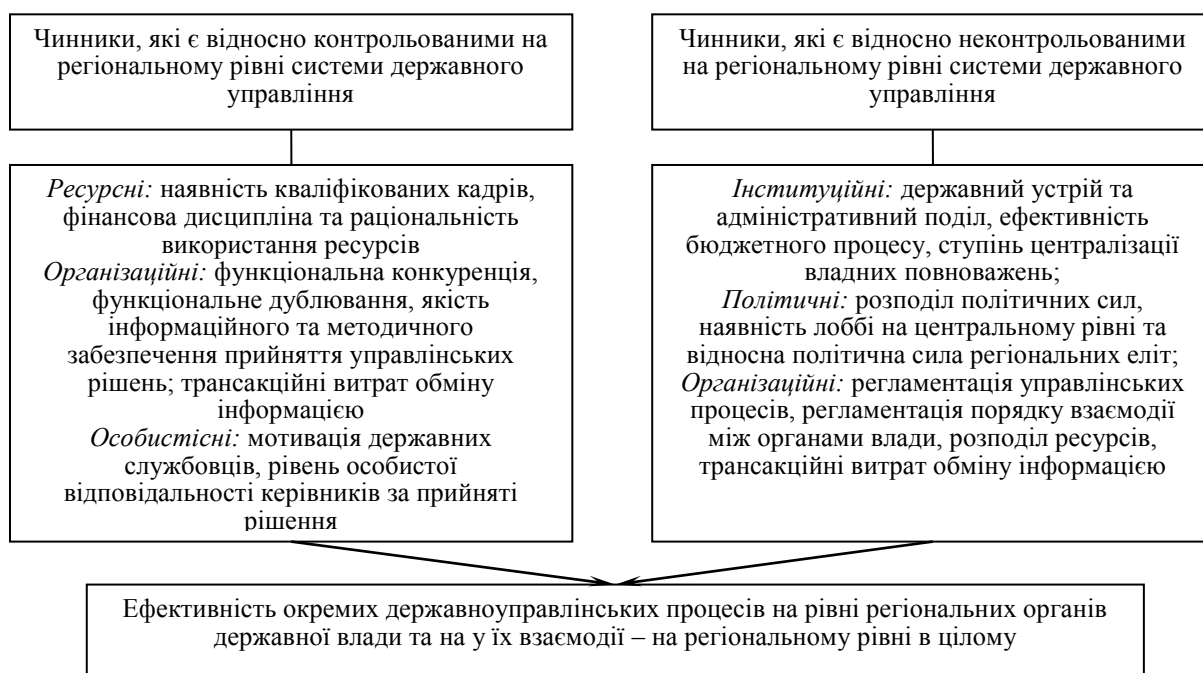 Чинники, які є відносно контрольованими на
регіональному рівні системи державного
управління
Чинники, які є відносно неконтрольованими
на регіональному рівні системи державного
управління
Ресурсні: наявність кваліфікованих кадрів,
фінансова дисципліна та раціональність
використання ресурсів
Організаційні: функціональна конкуренція,
функціональне дублювання, якість
інформаційного та методичного
забезпечення прийняття управлінських
рішень; трансакційні витрат обміну
інформацією
Особистісні: мотивація державних
службовців, рівень особистої
відповідальності керівників за прийняті
рішення
Інституційні: державний устрій та
адміністративний поділ, ефективність
бюджетного процесу, ступінь централізації
владних повноважень;
Політичні: розподіл політичних сил,
наявність лоббі на центральному рівні та
відносна політична сила регіональних еліт;
Організаційні: регламентація управлінських
процесів, регламентація порядку взаємодії
між органами влади, розподіл ресурсів,
трансакційні витрат обміну інформацією
Ефективність окремих державноуправлінських процесів на рівні регіональних органів
державної влади та на у їх взаємодії – на регіональному рівні в цілому